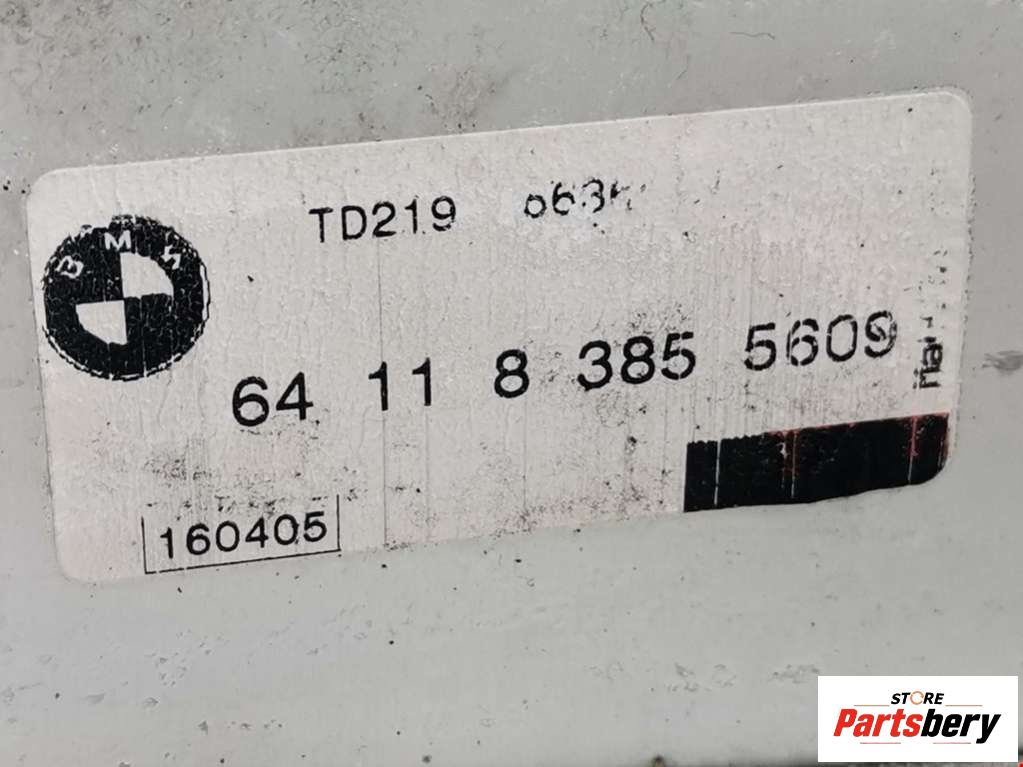 BMW
TD219
64 11 8 385 5609
160405
STORE
Partsbery